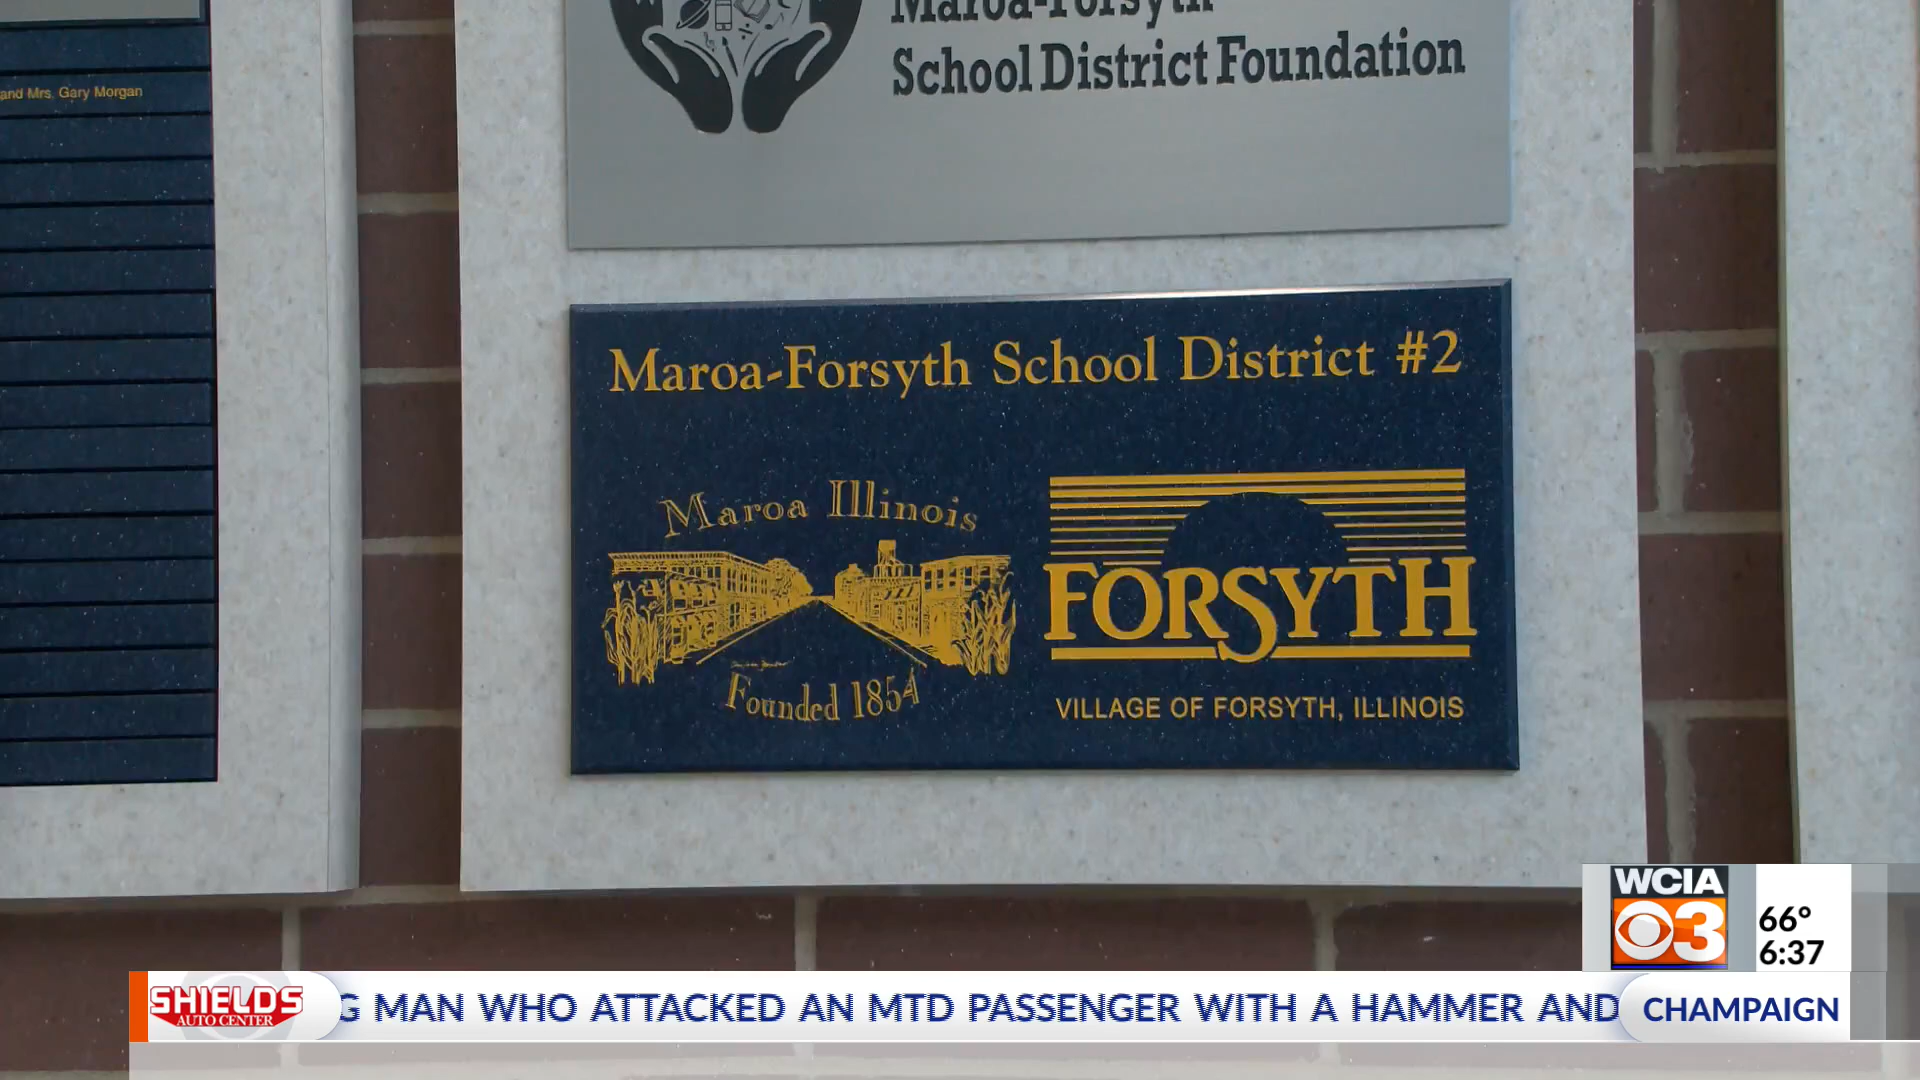 and Mrs. Gary Morgan
Maroa-Forsyth
School District Foundation
Maroa-Forsyth School District #2
Maroa Illinois
Founded 1854
FORSYTH
VILLAGE OF FORSYTH, ILLINOIS
WCIA
3
66°
6:37
SHIELDS
AUTO CENTER
G MAN WHO ATTACKED AN MTD PASSENGER WITH A HAMMER AND
CHAMPAIGN